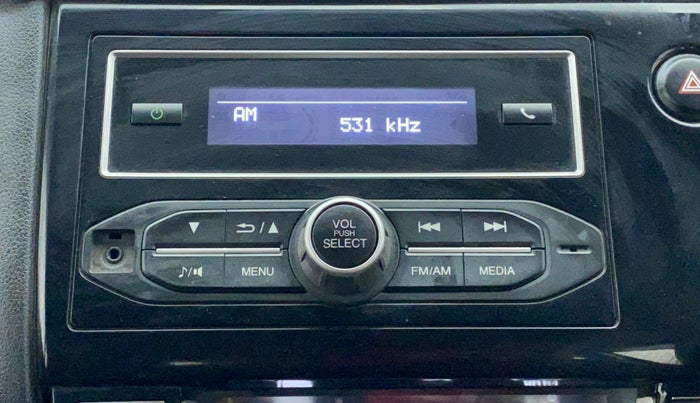 AM
531 kHz
VOL
PUSH
SELECT
MENU
FM/AM
MEDIA